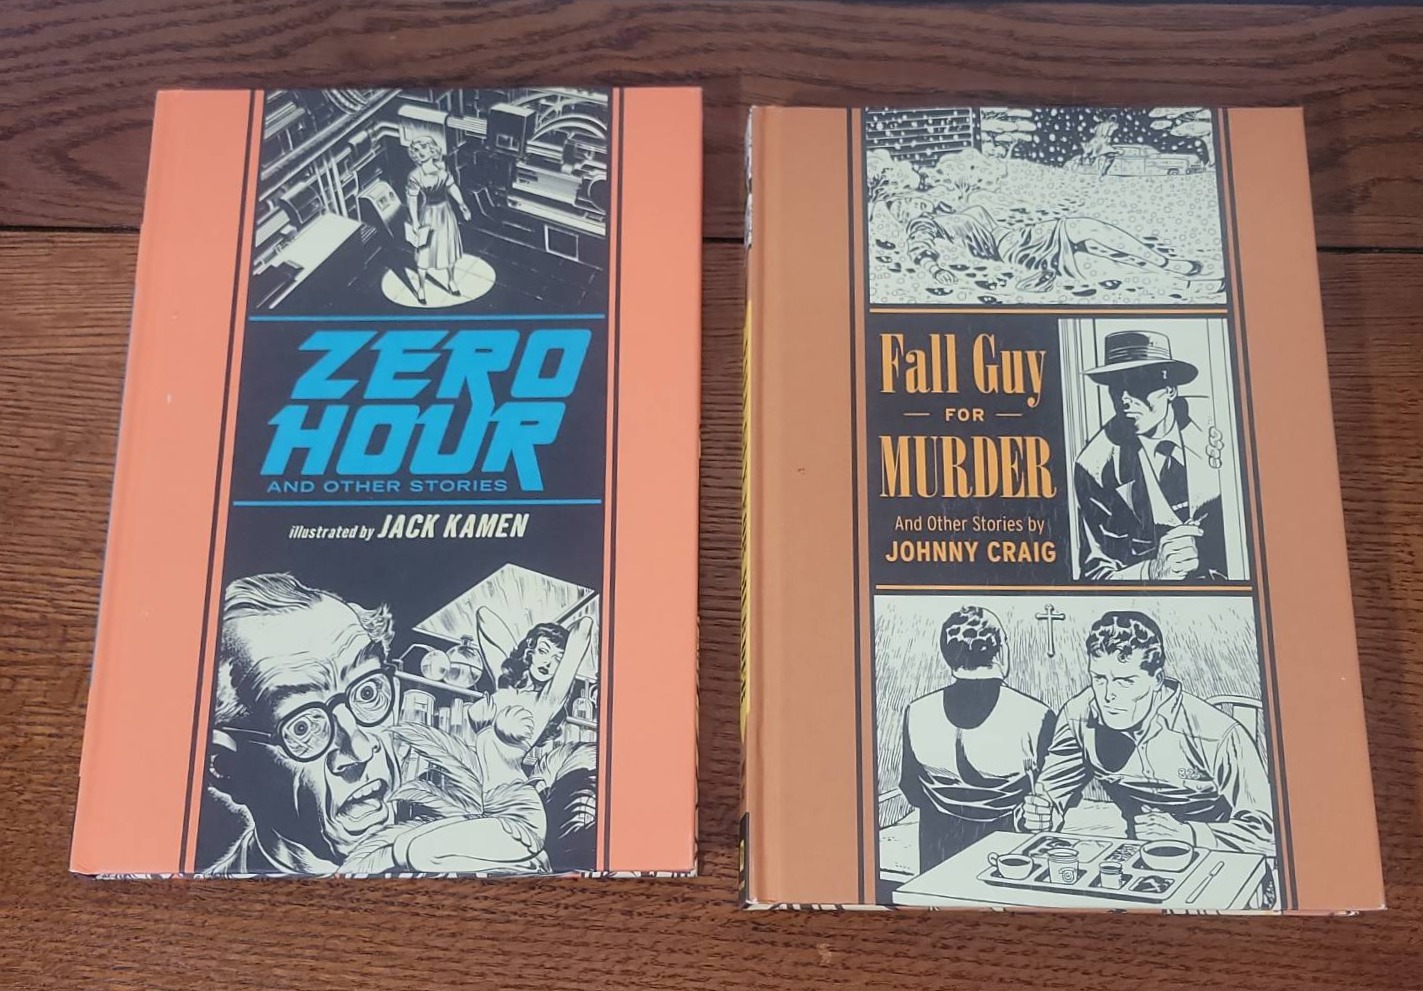 ZERO
HOUR
AND OTHER STORIES
illustrated by JACK KAMEN
Fall Guy
FOR
MURDER
And Other Stories by
JOHNNY CRAIG